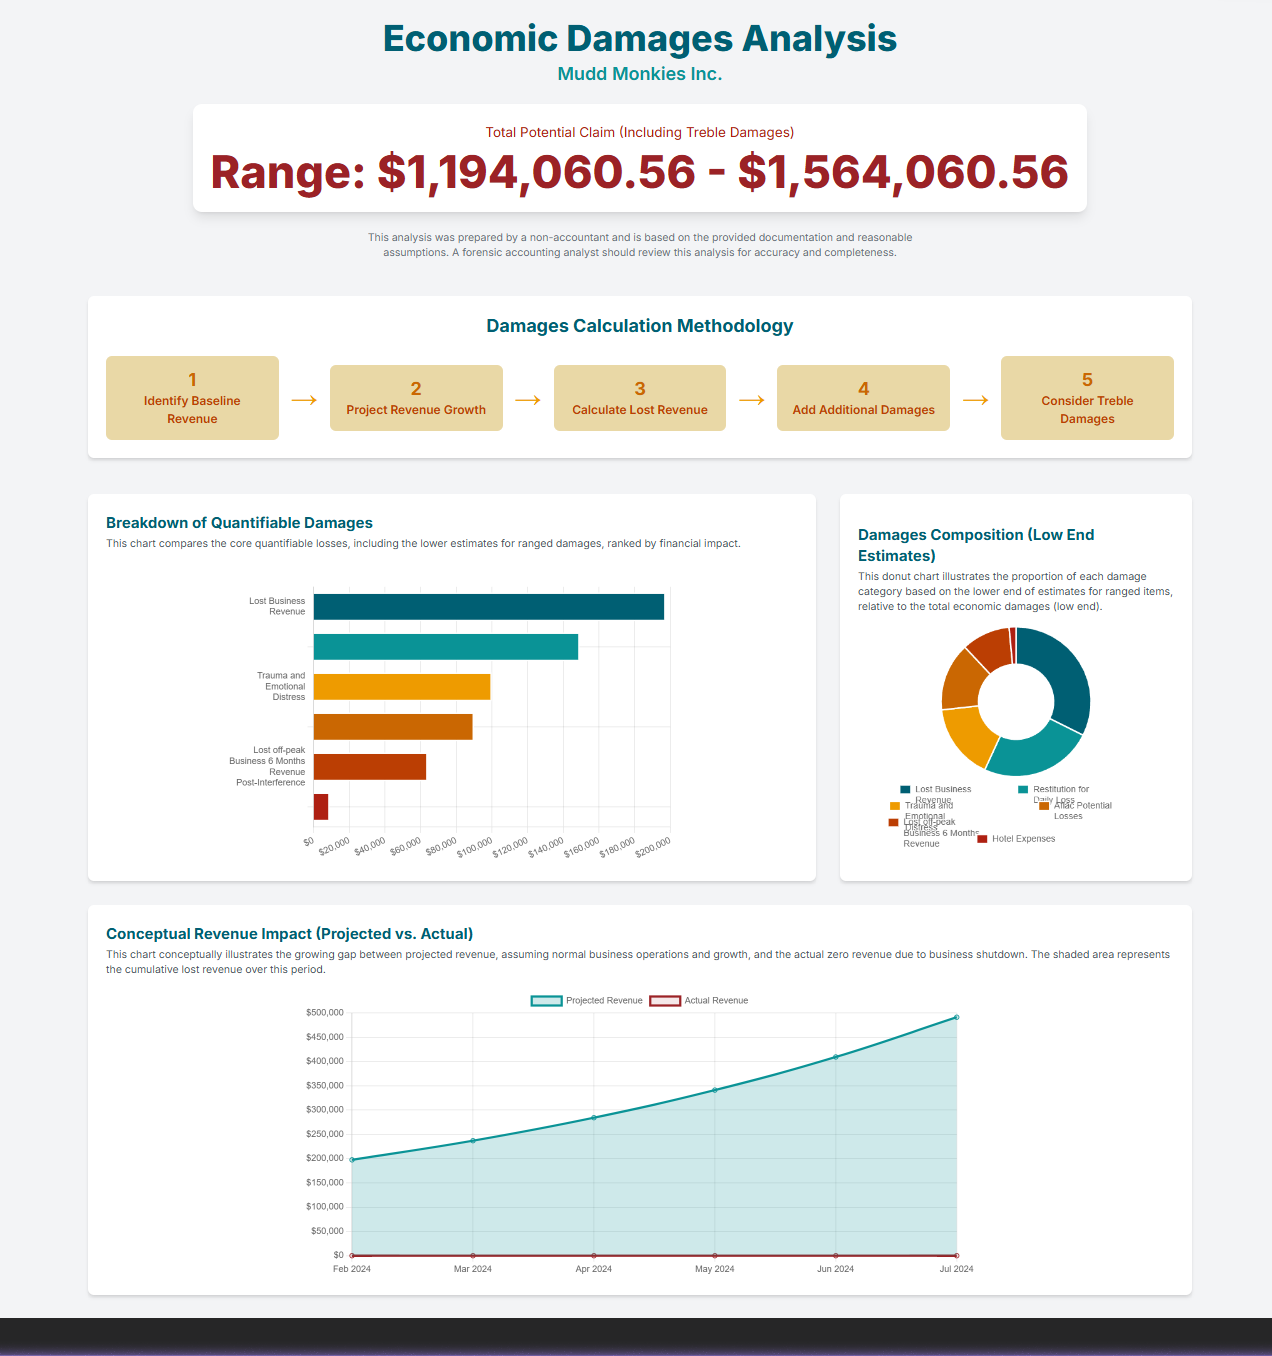 Economic Damages Analysis
Mudd Monkies Inc.
Total Potential Claim (Including Treble Damages)
Range: $1,194,060.56 - $1,564,060.56
This analysis was prepared by a non-accountant and is based on the provided documentation and reasonable
assumptions. A forensic accounting analyst should review this analysis for accuracy and completeness.
Damages Calculation Methodology
1
Identify Baseline
Revenue
→
2
Project Revenue Growth
→
3
Calculate Lost Revenue
→
4
Add Additional Damages
→
5
Consider Treble
Damages
Breakdown of Quantifiable Damages
This chart compares the core quantifiable losses, including the lower estimates for ranged damages, ranked by financial impact.
Lost Business
Revenue
Trauma and
Emotional
Distress
Lost off-peak
Business 6 Months
Revenue
Post-Interference
$0
$20,000
$40,000
$60,000
$80,000
$100,000
$120,000
$140,000
$160,000
$180,000
$200,000
Damages Composition (Low End
Estimates)
This donut chart illustrates the proportion of each damage
category based on the lower end of estimates for ranged items,
relative to the total economic damages (low end).
Lost Business
Revenue
Restitution for
Daily Loss
Trauma and
Emotional
Distress
Aflac Potential
Losses
Lost off-peak
Business 6 Months
Revenue
Hotel Expenses
Conceptual Revenue Impact (Projected vs. Actual)
This chart conceptually illustrates the growing gap between projected revenue, assuming normal business operations and growth, and the actual zero revenue due to business shutdown. The shaded area represents
the cumulative lost revenue over this period.
Projected Revenue
Actual Revenue
$500,000
$450,000
$400,000
$350,000
$300,000
$250,000
$200,000
$150,000
$100,000
$50,000
$0
Feb 2024
Mar 2024
Apr 2024
May 2024
Jun 2024
Jul 2024